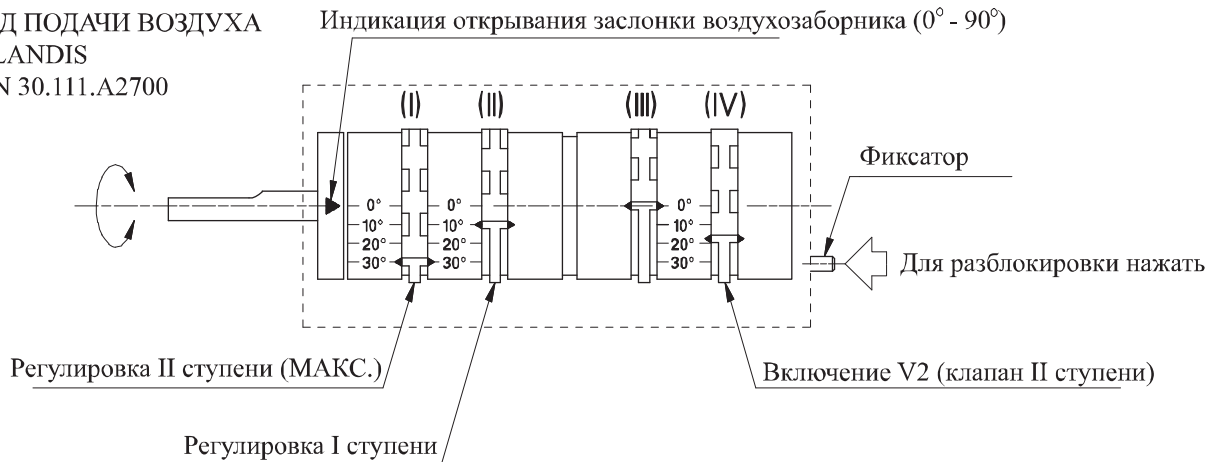 Д ПОДАЧИ ВОЗДУХА
LANDIS
N 30.111.A2700
Индикация открывания заслонки воздухозаборника (0° - 90°)
(I) (II) (III) (IV)
Фиксатор
0° 0° 0°
10° 10° 10°
20° 20° 20°
30° 30° 30°
Для разблокировки нажать
Регулировка II ступени (МАКС.)
Включение V2 (клапан II ступени)
Регулировка I ступени